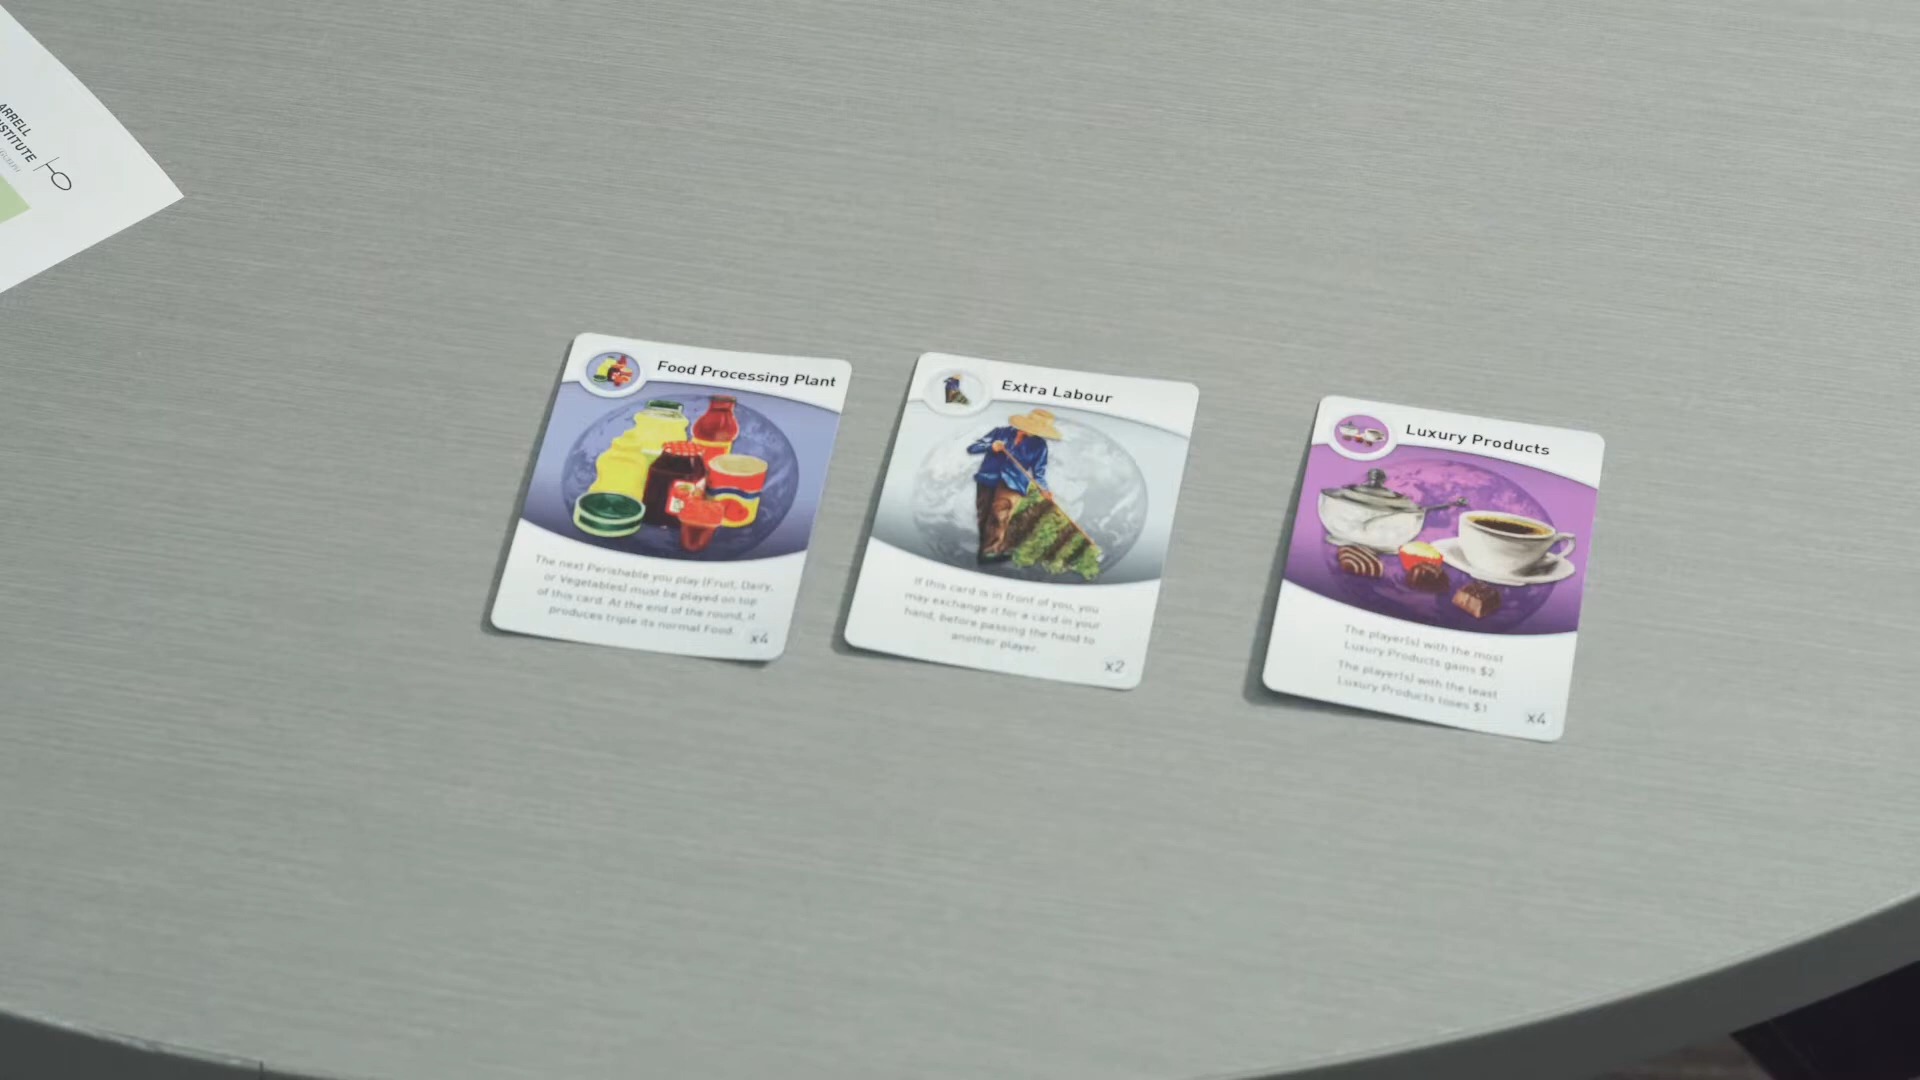 ARRELL
NSTITUTE
Food Processing Plant
The next Perishable you play (Fruit, Dairy,
or Vegetables) must be played on top
of this card. At the end of the round, it
produces triple its normal Food.
x4
Extra Labour
If this card is in front of you, you
may exchange it for a card in your
hand, before passing the hand to
another player.
x2
Luxury Products
The player(s) with the most
Luxury Products gains $2
The player(s) with the least
Luxury Products loses $1
x4